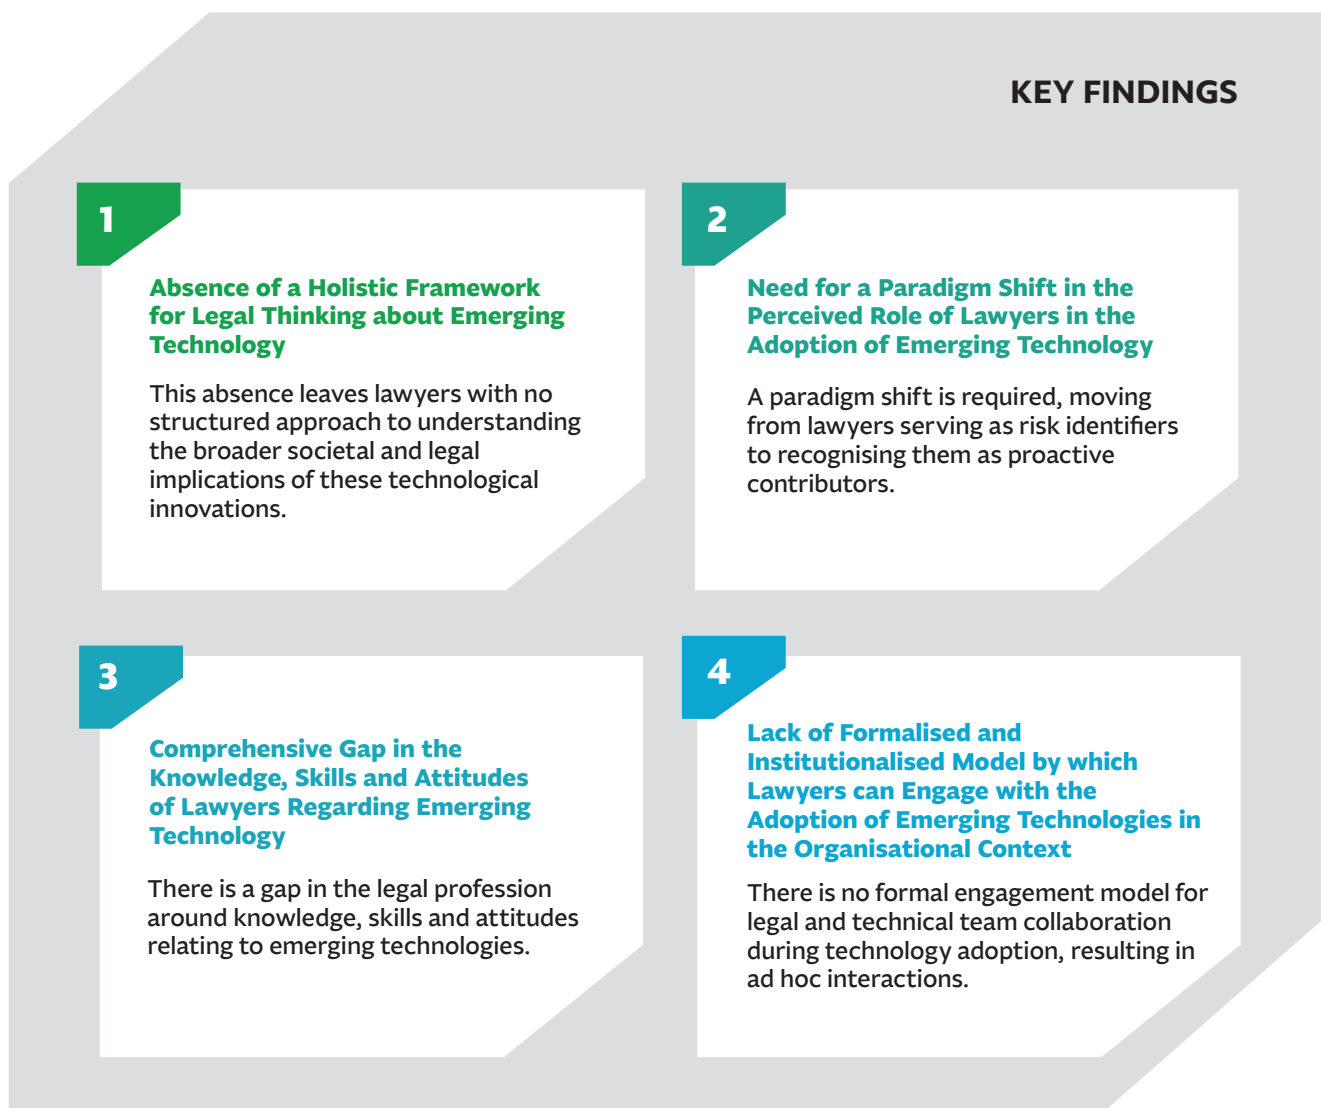 KEY FINDINGS
1
Absence of a Holistic Framework
for Legal Thinking about Emerging
Technology
This absence leaves lawyers with no
structured approach to understanding
the broader societal and legal
implications of these technological
innovations.
2
Need for a Paradigm Shift in the
Perceived Role of Lawyers in the
Adoption of Emerging Technology
A paradigm shift is required, moving
from lawyers serving as risk identifiers
to recognising them as proactive
contributors.
3
Comprehensive Gap in the
Knowledge, Skills and Attitudes
of Lawyers Regarding Emerging
Technology
There is a gap in the legal profession
around knowledge, skills and attitudes
relating to emerging technologies.
4
Lack of Formalised and
Institutionalised Model by which
Lawyers can Engage with the
Adoption of Emerging Technologies in
the Organisational Context
There is no formal engagement model for
legal and technical team collaboration
during technology adoption, resulting in
ad hoc interactions.